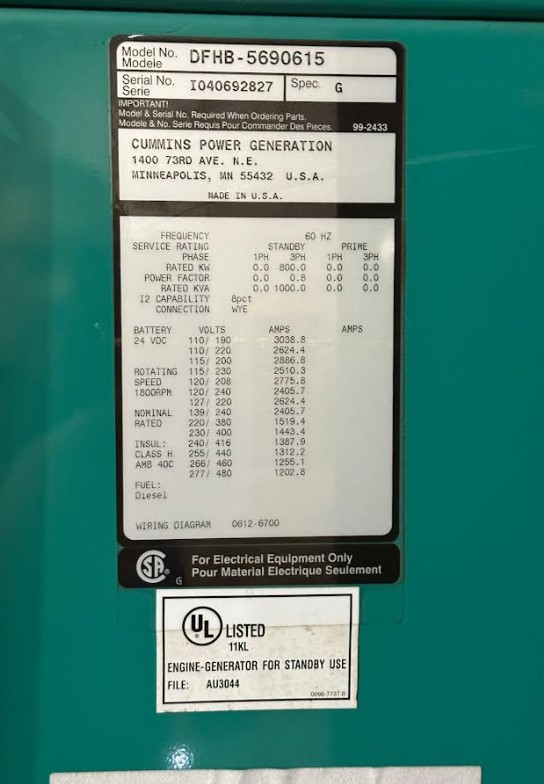 Model No. DFHB-5690615
Modele
Serial No. I040692827 Spec. G
Serie
IMPORTANT!
Model & Serial No. Required When Ordering Parts.
Modele & No. Serie Requis Pour Commander Des Pieces. 99-2433
CUMMINS POWER GENERATION
1400 73RD AVE. N.E.
MINNEAPOLIS, MN 55432 U.S.A.
MADE IN U.S.A.
FREQUENCY 60 HZ
SERVICE RATING STANDBY PRIME
PHASE 1PH 3PH 1PH 3PH
RATED KW 0.0 800.0 0.0 0.0
POWER FACTOR 0.0 0.8 0.0 0.0
RATED KVA 0.0 1000.0 0.0 0.0
I2 CAPABILITY 8pct
CONNECTION WYE
BATTERY VOLTS AMPS AMPS
24 VDC 110/ 190 3038.8
110/ 220 2624.4
115/ 200 2886.8
ROTATING 115/ 230 2510.3
SPEED 120/ 208 2775.8
1800RPM 120/ 240 2405.7
127/ 220 2624.4
NOMINAL 139/ 240 2405.7
RATED 220/ 380 1519.4
230/ 400 1443.4
INSUL: 240/ 416 1387.9
CLASS H 255/ 440 1312.2
AMB 40C 266/ 460 1255.1
277/ 480 1202.8
FUEL:
Diesel
WIRING DIAGRAM 0612-6700
SA For Electrical Equipment Only
G Pour Material Electrique Seulement
UL LISTED
11KL
ENGINE-GENERATOR FOR STANDBY USE
FILE: AU3044